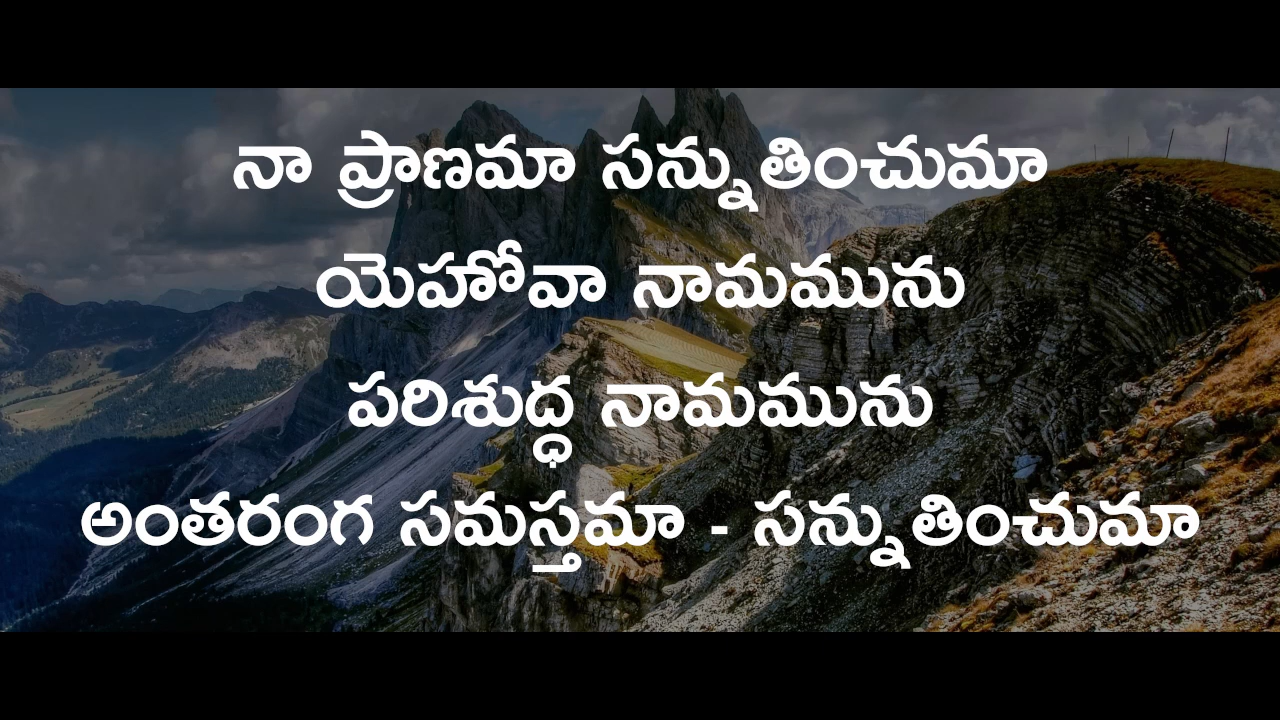 నా ప్రాణమా సన్నుతించుమా
యెహోవా నామమును
పరిశుద్ధ నామమును
అంతరంగ సమస్తమా - సన్నుతించుమా